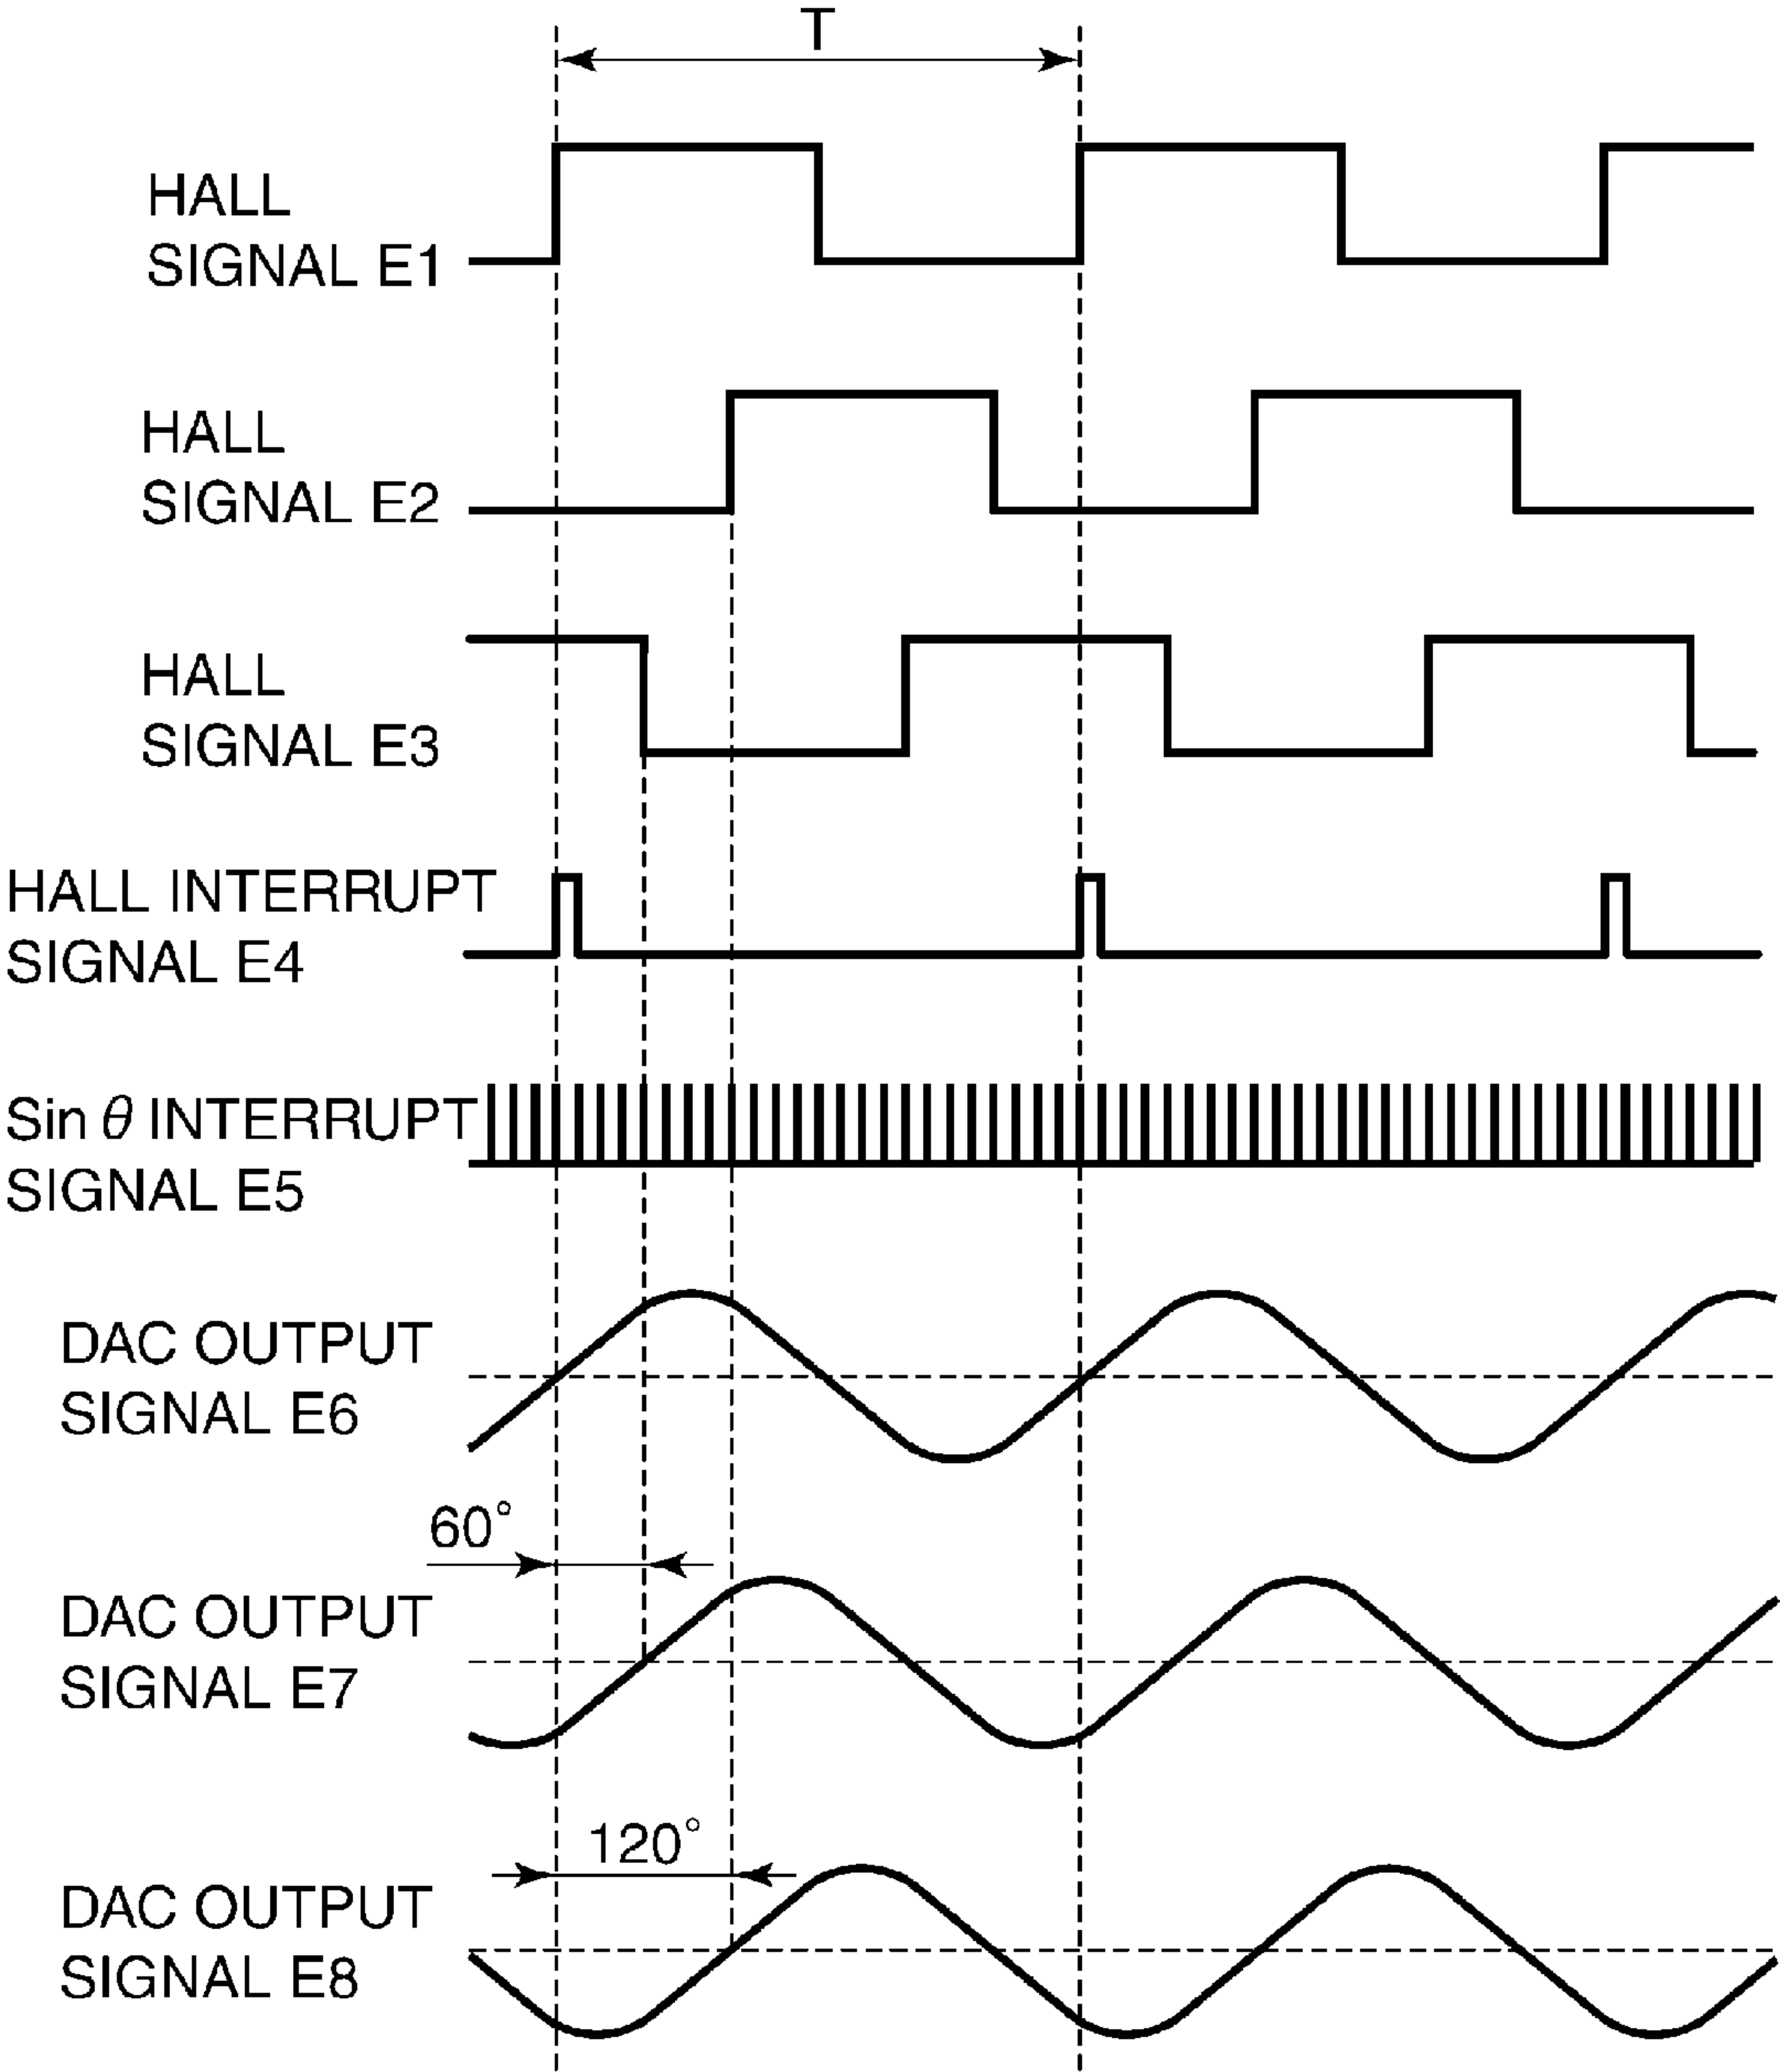 T
HALL
SIGNAL E1
HALL
SIGNAL E2
HALL
SIGNAL E3
HALL INTERRUPT
SIGNAL E4
Sin θ INTERRUPT
SIGNAL E5
DAC OUTPUT
SIGNAL E6
60°
DAC OUTPUT
SIGNAL E7
120°
DAC OUTPUT
SIGNAL E8